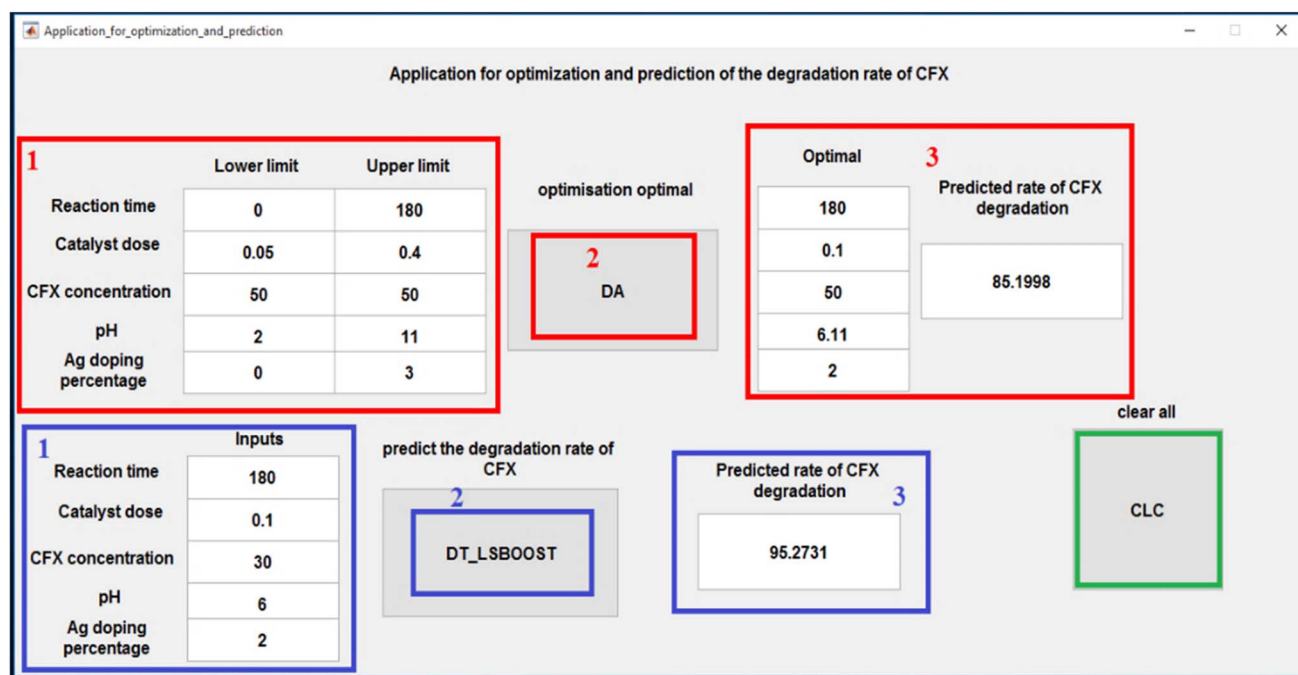 Application_for_optimization_and_prediction
Application for optimization and prediction of the degradation rate of CFX
1
Lower limit Upper limit
Reaction time 0 180
Catalyst dose 0.05 0.4
CFX concentration 50 50
pH 2 11
Ag doping
percentage 0 3
optimisation optimal
2
DA
3
Optimal
180
0.1
50
6.11
2
Predicted rate of CFX
degradation
85.1998
1
Inputs
Reaction time 180
Catalyst dose 0.1
CFX concentration 30
pH 6
Ag doping
percentage 2
predict the degradation rate of
CFX
2
DT_LSBOOST
Predicted rate of CFX
degradation 3
95.2731
clear all
CLC